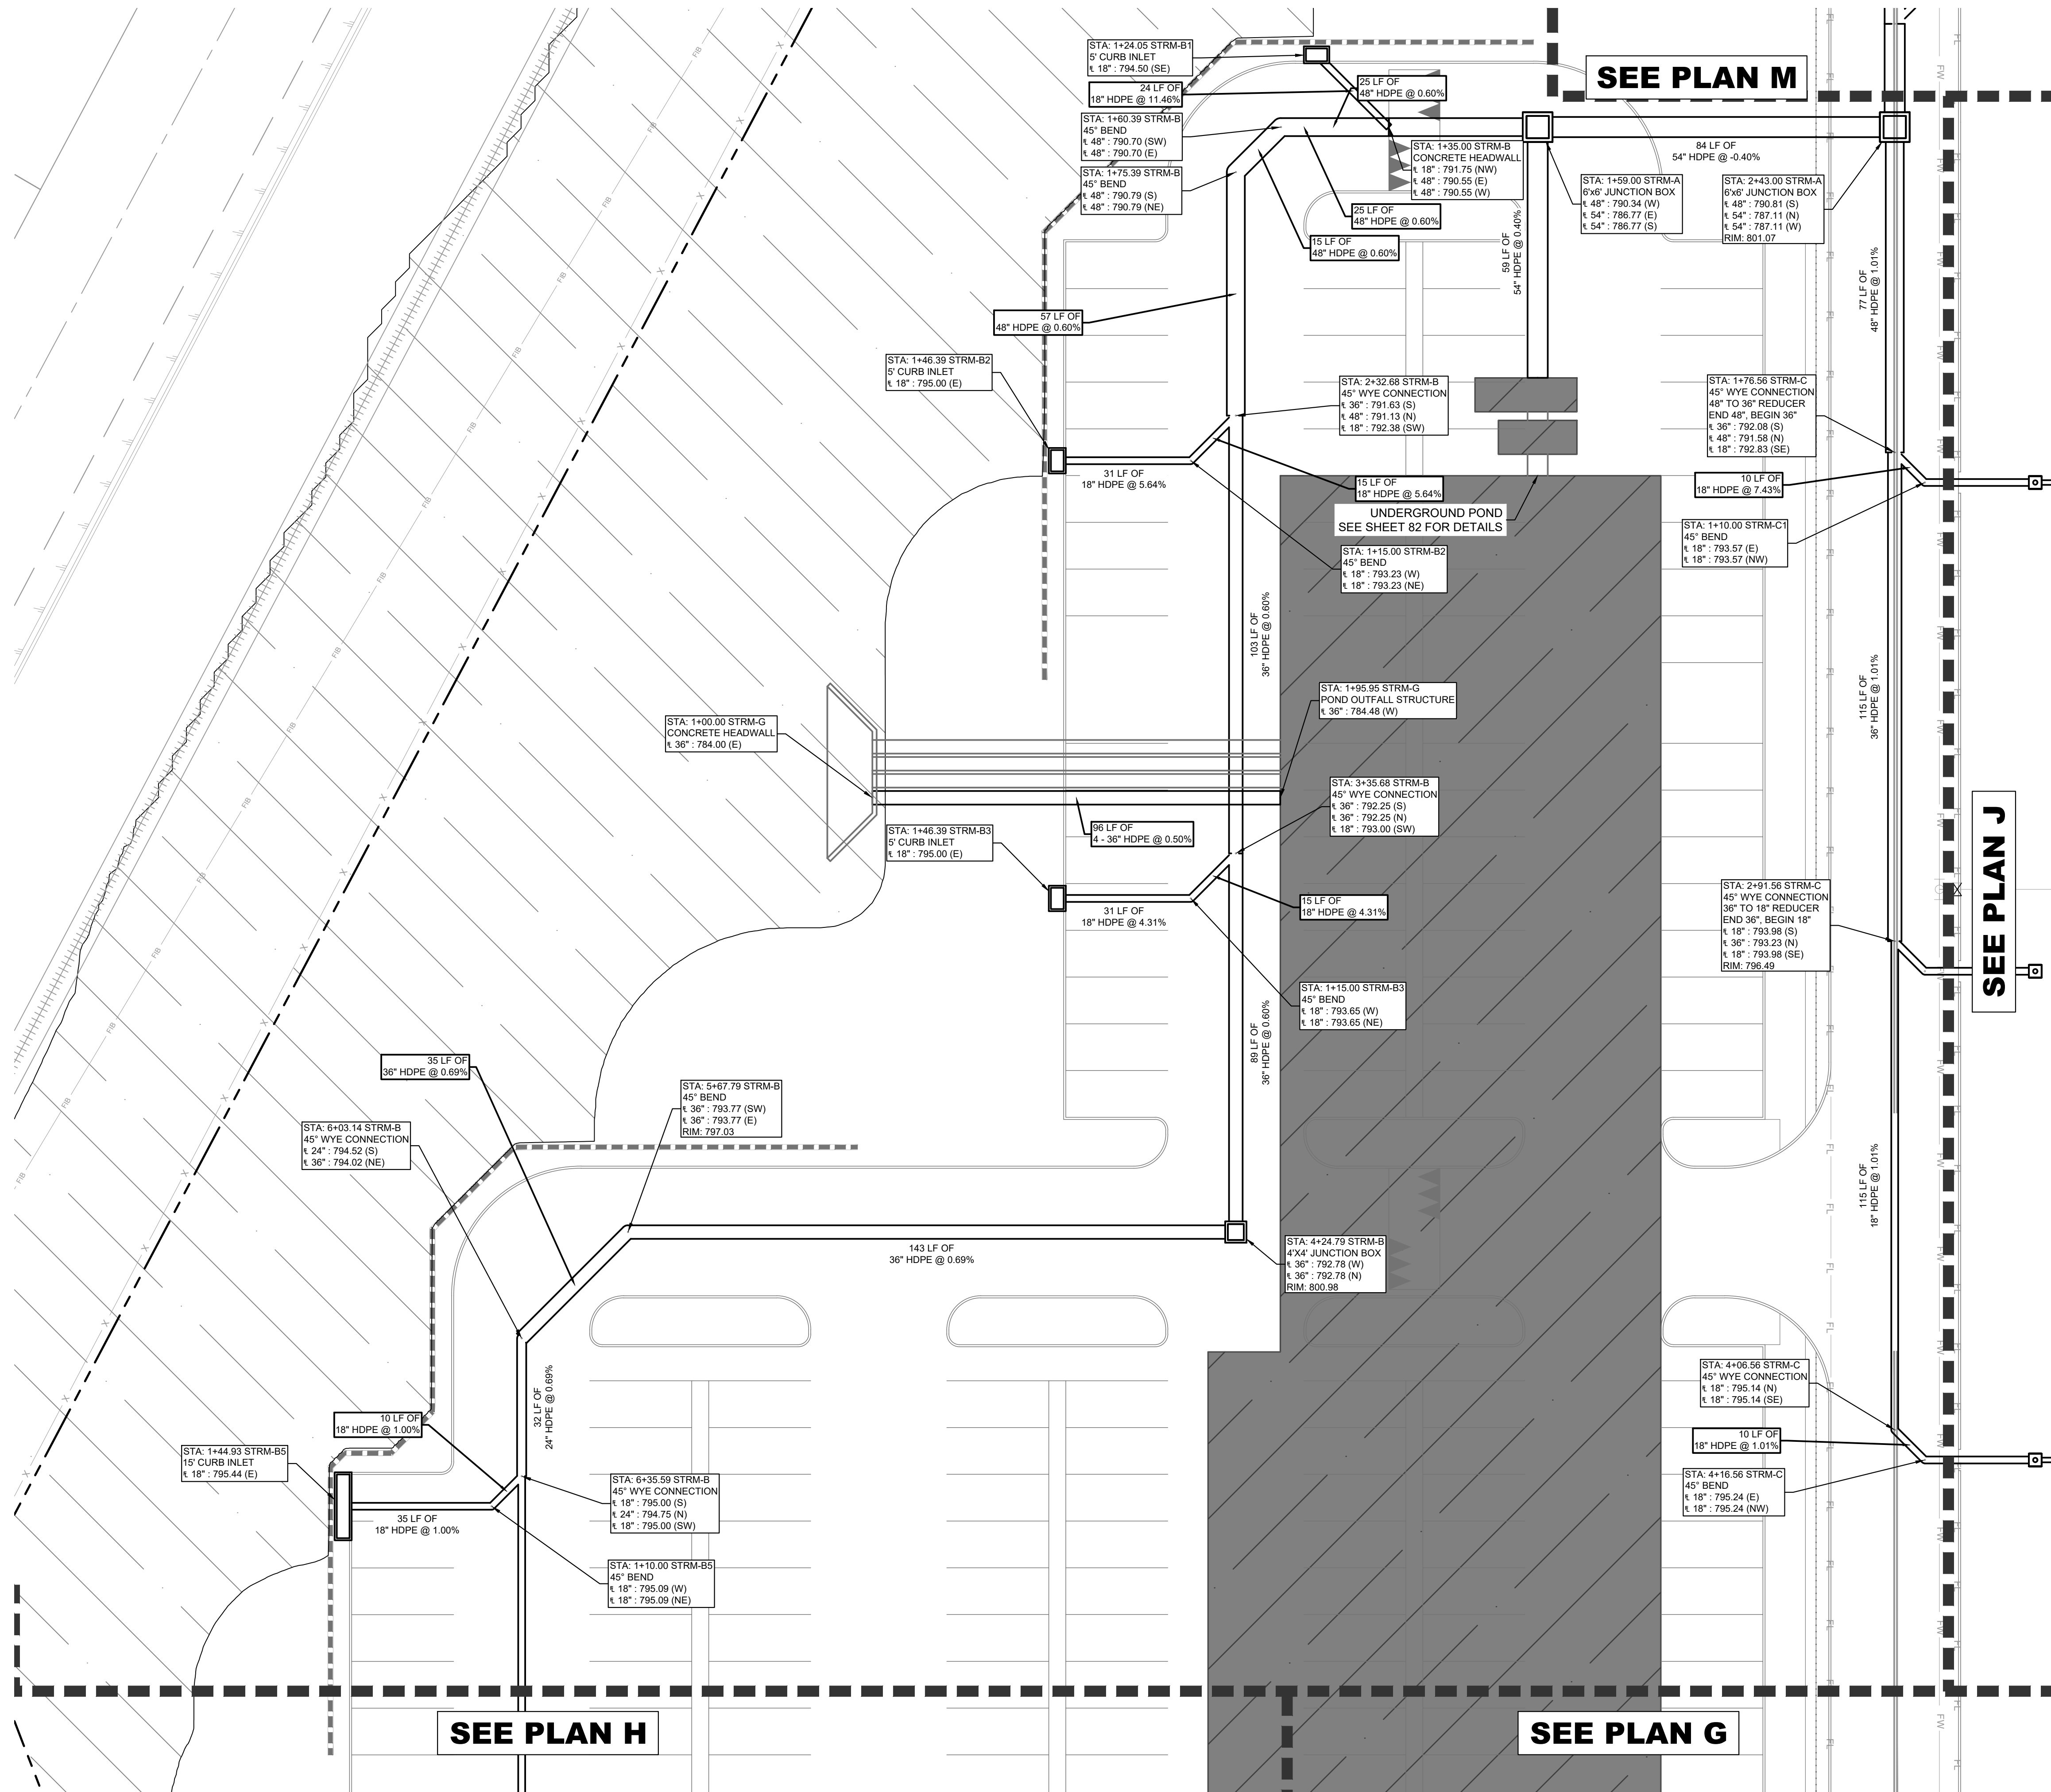 STA: 1+24.05 STRM-B1
5' CURB INLET
℄ 18" : 794.50 (SE)
24 LF OF
18" HDPE @ 11.46%
25 LF OF
48" HDPE @ 0.60%
SEE PLAN M
STA: 1+60.39 STRM-B
45° BEND
℄ 48" : 790.70 (SW)
℄ 48" : 790.70 (E)
STA: 1+35.00 STRM-B
CONCRETE HEADWALL
℄ 18" : 791.75 (NW)
℄ 48" : 790.55 (E)
℄ 48" : 790.55 (W)
84 LF OF
54" HDPE @ -0.40%
STA: 1+75.39 STRM-B
45° BEND
℄ 48" : 790.79 (S)
℄ 48" : 790.79 (NE)
STA: 1+59.00 STRM-A
6'x6' JUNCTION BOX
℄ 48" : 790.34 (W)
℄ 54" : 786.77 (E)
℄ 54" : 786.77 (S)
STA: 2+43.00 STRM-A
6'x6' JUNCTION BOX
℄ 48" : 790.81 (S)
℄ 54" : 787.11 (N)
℄ 54" : 787.11 (W)
RIM: 801.07
25 LF OF
48" HDPE @ 0.60%
15 LF OF
48" HDPE @ 0.60%
59 LF OF
54" HDPE @ 0.40%
77 LF OF
48" HDPE @ 1.01%
57 LF OF
48" HDPE @ 0.60%
STA: 1+46.39 STRM-B2
5' CURB INLET
℄ 18" : 795.00 (E)
STA: 2+32.68 STRM-B
45° WYE CONNECTION
℄ 36" : 791.63 (S)
℄ 48" : 791.13 (N)
℄ 18" : 792.38 (SW)
STA: 1+76.56 STRM-C
45° WYE CONNECTION
48" TO 36" REDUCER
END 48", BEGIN 36"
℄ 36" : 792.08 (S)
℄ 48" : 791.58 (N)
℄ 18" : 792.83 (SE)
31 LF OF
18" HDPE @ 5.64%
15 LF OF
18" HDPE @ 5.64%
10 LF OF
18" HDPE @ 7.43%
UNDERGROUND POND
SEE SHEET 82 FOR DETAILS
STA: 1+10.00 STRM-C1
45° BEND
℄ 18" : 793.57 (E)
℄ 18" : 793.57 (NW)
STA: 1+15.00 STRM-B2
45° BEND
℄ 18" : 793.23 (W)
℄ 18" : 793.23 (NE)
103 LF OF
36" HDPE @ 0.60%
STA: 1+95.95 STRM-G
POND OUTFALL STRUCTURE
℄ 36" : 784.48 (W)
115 LF OF
36" HDPE @ 1.01%
STA: 1+00.00 STRM-G
CONCRETE HEADWALL
℄ 36" : 784.00 (E)
STA: 3+35.68 STRM-B
45° WYE CONNECTION
℄ 36" : 792.25 (S)
℄ 36" : 792.25 (N)
℄ 18" : 793.00 (SW)
96 LF OF
4 - 36" HDPE @ 0.50%
STA: 1+46.39 STRM-B3
5' CURB INLET
℄ 18" : 795.00 (E)
SEE PLAN J
31 LF OF
18" HDPE @ 4.31%
15 LF OF
18" HDPE @ 4.31%
STA: 2+91.56 STRM-C
45° WYE CONNECTION
36" TO 18" REDUCER
END 36", BEGIN 18"
℄ 18" : 793.98 (S)
℄ 36" : 793.23 (N)
℄ 18" : 793.98 (SE)
RIM: 796.49
STA: 1+15.00 STRM-B3
45° BEND
℄ 18" : 793.65 (W)
℄ 18" : 793.65 (NE)
89 LF OF
36" HDPE @ 0.60%
35 LF OF
36" HDPE @ 0.69%
STA: 5+67.79 STRM-B
45° BEND
℄ 36" : 793.77 (SW)
℄ 36" : 793.77 (E)
RIM: 797.03
STA: 6+03.14 STRM-B
45° WYE CONNECTION
℄ 24" : 794.52 (S)
℄ 36" : 794.02 (NE)
115 LF OF
18" HDPE @ 1.01%
143 LF OF
36" HDPE @ 0.69%
STA: 4+24.79 STRM-B
4'X4' JUNCTION BOX
℄ 36" : 792.78 (W)
℄ 36" : 792.78 (N)
RIM: 800.98
32 LF OF
24" HDPE @ 0.69%
STA: 4+06.56 STRM-C
45° WYE CONNECTION
℄ 18" : 795.14 (N)
℄ 18" : 795.14 (SE)
10 LF OF
18" HDPE @ 1.00%
10 LF OF
18" HDPE @ 1.01%
STA: 1+44.93 STRM-B5
15' CURB INLET
℄ 18" : 795.44 (E)
STA: 4+16.56 STRM-C
45° BEND
℄ 18" : 795.24 (E)
℄ 18" : 795.24 (NW)
STA: 6+35.59 STRM-B
45° WYE CONNECTION
℄ 18" : 795.00 (S)
℄ 24" : 794.75 (N)
℄ 18" : 795.00 (SW)
35 LF OF
18" HDPE @ 1.00%
STA: 1+10.00 STRM-B5
45° BEND
℄ 18" : 795.09 (W)
℄ 18" : 795.09 (NE)
SEE PLAN H
SEE PLAN G